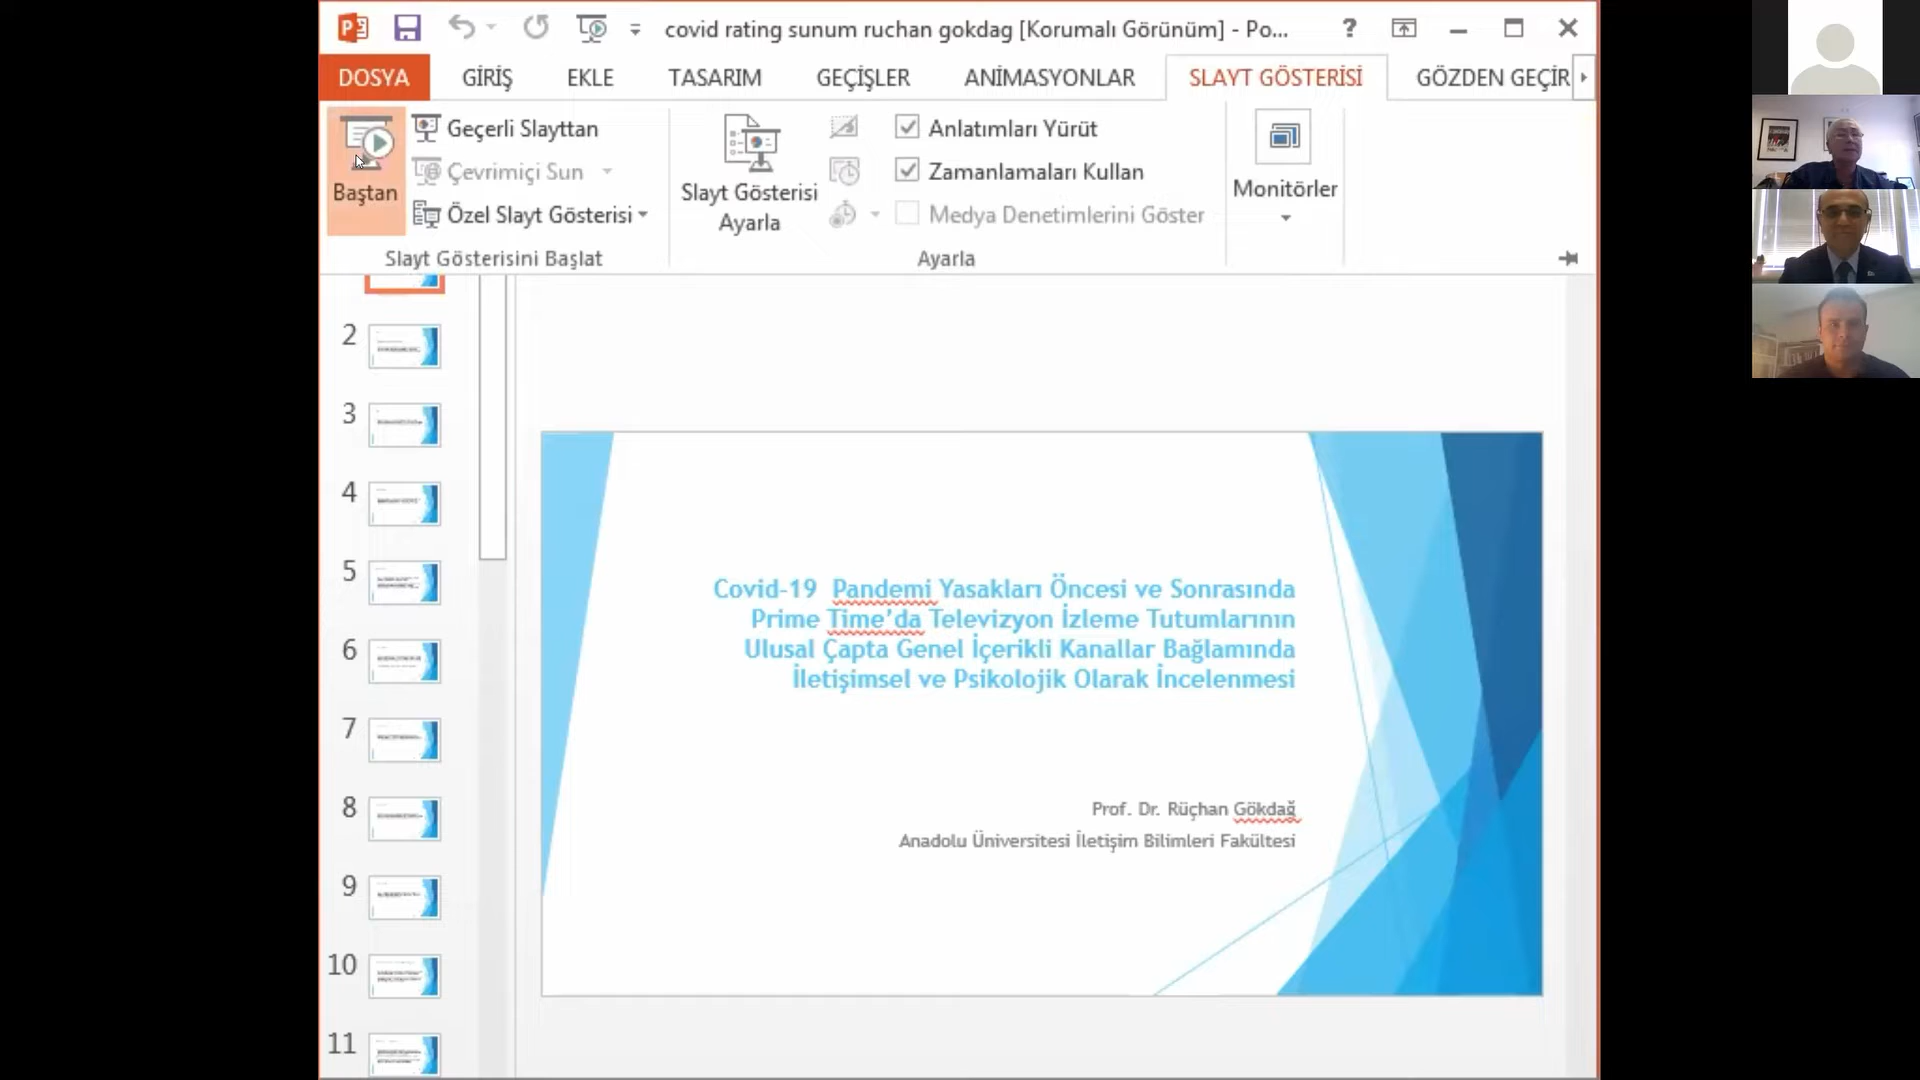 covid rating sunum ruchan gokdag [Korumalı Görünüm] - Po...
?
DOSYA
GİRİŞ
EKLE
TASARIM
GEÇİŞLER
ANİMASYONLAR
SLAYT GÖSTERİSİ
GÖZDEN GEÇİR
Baştan
Geçerli Slayttan
Çevrimiçi Sun
Özel Slayt Gösterisi
Slayt Gösterisini Başlat
Slayt Gösterisi
Ayarla
Anlatımları Yürüt
Zamanlamaları Kullan
Medya Denetimlerini Göster
Ayarla
Monitörler
2
3
4
5
6
7
8
9
10
11
Covid-19 Pandemi Yasakları Öncesi ve Sonrasında
Prime Time’da Televizyon İzleme Tutumlarının
Ulusal Çapta Genel İçerikli Kanallar Bağlamında
İletişimsel ve Psikolojik Olarak İncelenmesi
Prof. Dr. Rüçhan Gökdağ
Anadolu Üniversitesi İletişim Bilimleri Fakültesi